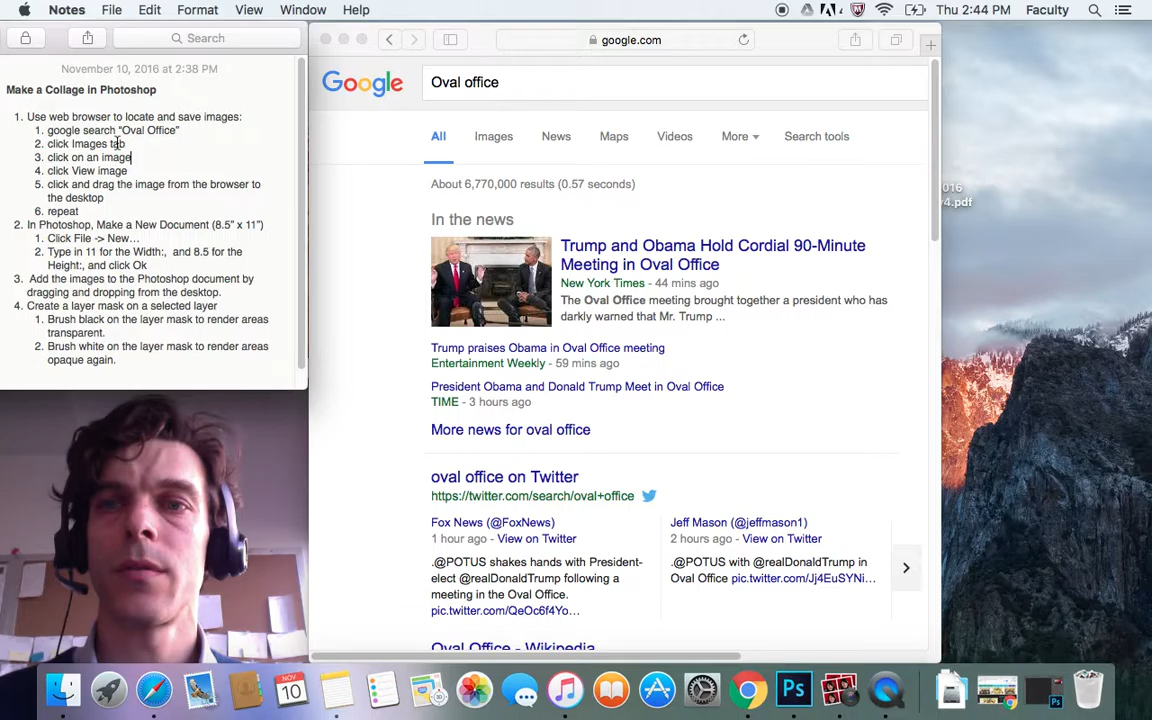 Notes File Edit Format View Window Help
Thu 2:44 PM Faculty
Search
November 10, 2016 at 2:38 PM
Make a Collage in Photoshop
1. Use web browser to locate and save images:
1. google search "Oval Office"
2. click Images tab
3. click on an image
4. click View image
5. click and drag the image from the browser to
the desktop
6. repeat
2. In Photoshop, Make a New Document (8.5" x 11")
1. Click File -> New...
2. Type in 11 for the Width:, and 8.5 for the
Height:, and click Ok
3. Add the images to the Photoshop document by
dragging and dropping from the desktop.
4. Create a layer mask on a selected layer
1. Brush black on the layer mask to render areas
transparent.
2. Brush white on the layer mask to render areas
opaque again.
google.com
Google
Oval office
All Images News Maps Videos More Search tools
About 6,770,000 results (0.57 seconds)
In the news
Trump and Obama Hold Cordial 90-Minute
Meeting in Oval Office
New York Times - 44 mins ago
The Oval Office meeting brought together a president who has
darkly warned that Mr. Trump ...
Trump praises Obama in Oval Office meeting
Entertainment Weekly - 59 mins ago
President Obama and Donald Trump Meet in Oval Office
TIME - 3 hours ago
More news for oval office
oval office on Twitter
https://twitter.com/search/oval+office
Fox News (@FoxNews)
1 hour ago - View on Twitter
.@POTUS shakes hands with President-
elect @realDonaldTrump following a
meeting in the Oval Office.
pic.twitter.com/QeOc6f4Yo...
Jeff Mason (@jeffmason1)
2 hours ago - View on Twitter
.@POTUS with @realDonaldTrump in
Oval Office pic.twitter.com/Jj4EuSYNi...
Oval Office - Wikipedia
016
v4.pdf
NOV
10
Ps